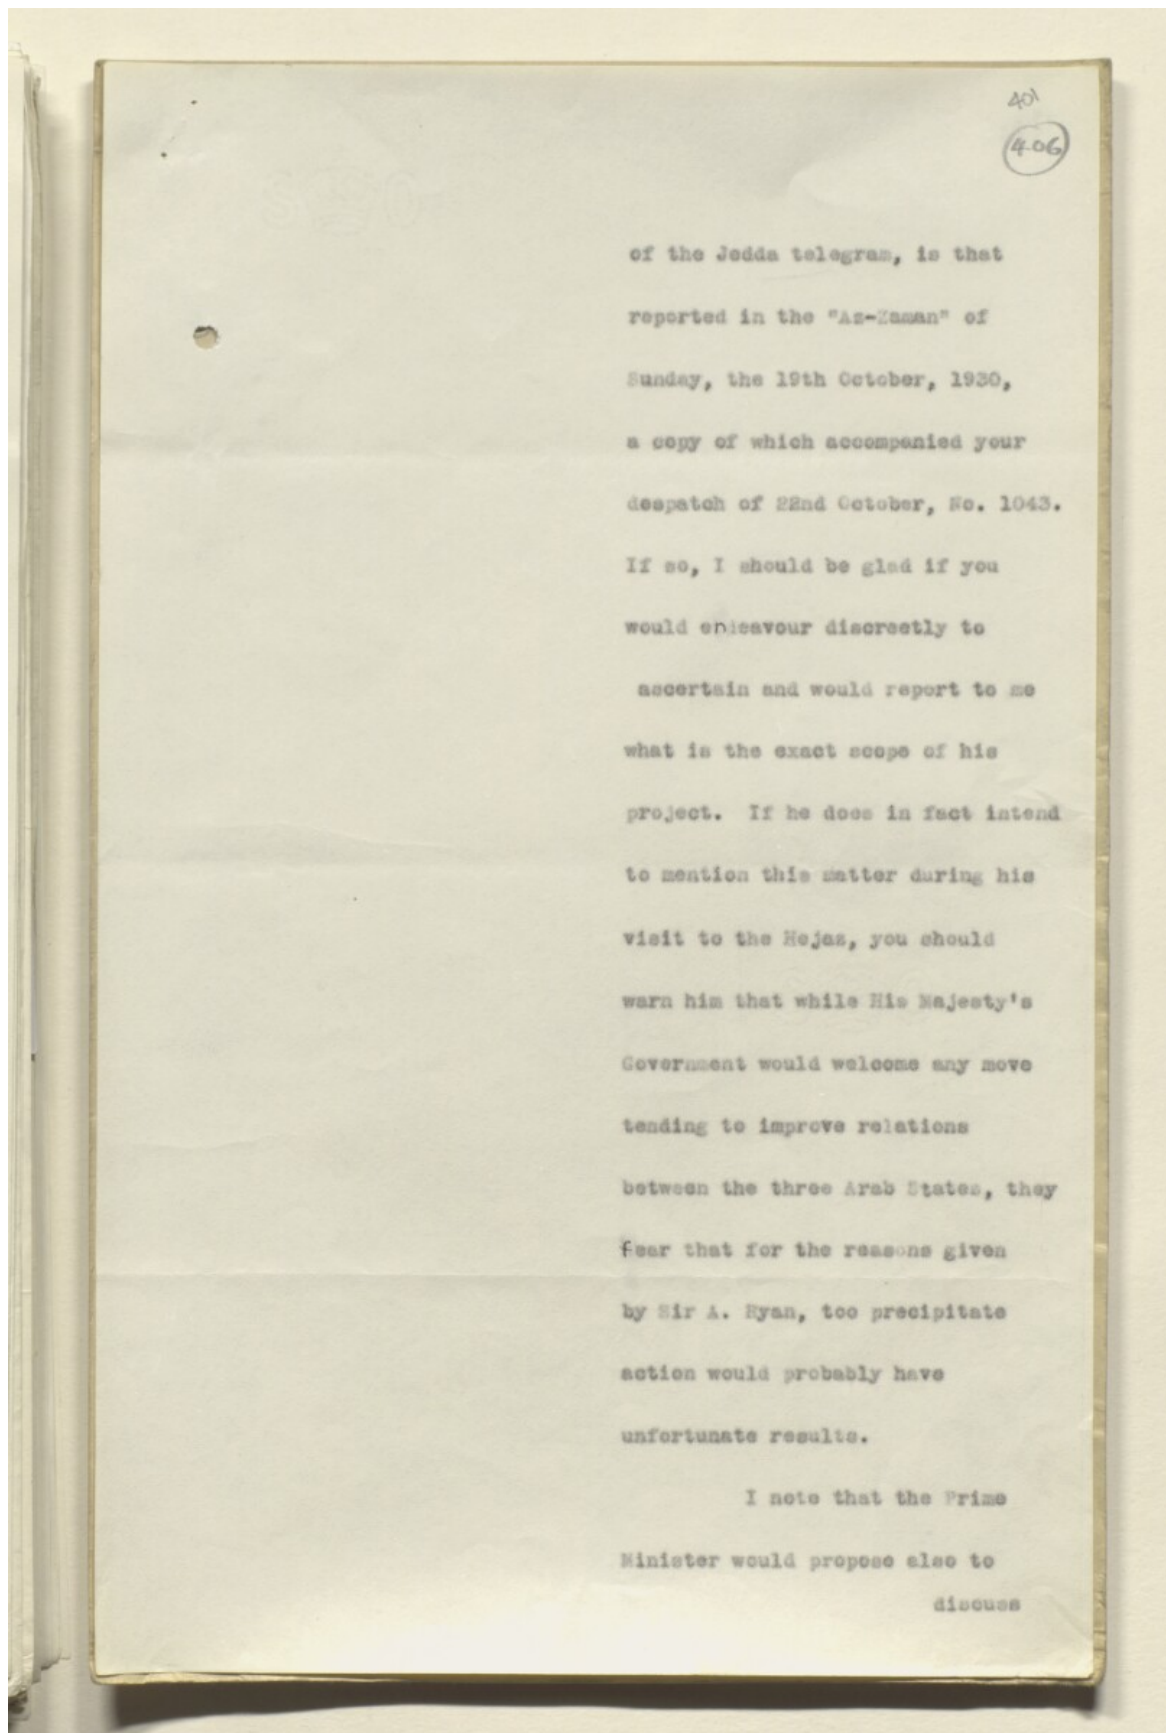 401
406
of the Jedda telegram, is that
reported in the "Az-Zaman" of
Sunday, the 19th October, 1930,
a copy of which accompanied your
despatch of 22nd October, No. 1043.
If so, I should be glad if you
would endeavour discreetly to
ascertain and would report to me
what is the exact scope of his
project. If he does in fact intend
to mention this matter during his
visit to the Hejaz, you should
warn him that while His Majesty's
Government would welcome any move
tending to improve relations
between the three Arab States, they
fear that for the reasons given
by Sir A. Ryan, too precipitate
action would probably have
unfortunate results.
I note that the Prime
Minister would propose also to
discuss